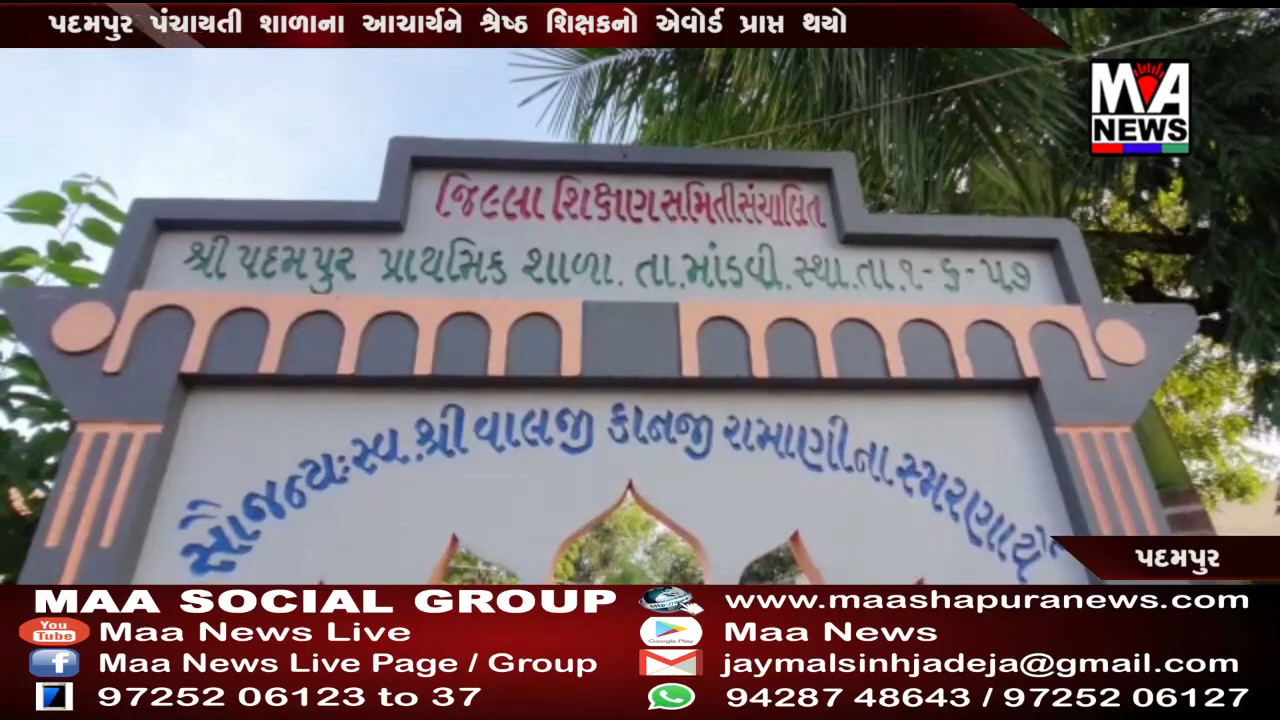 પદમપુર પંચાયતી શાળાના આચાર્યને શ્રેષ્ઠ શિક્ષકનો એવોર્ડ પ્રાપ્ત થયો
MAA
NEWS
જિલ્લા શિક્ષણ સમિતી સંચાલિત
શ્રી પદમપુર પ્રાથમિક શાળા. તા.માંડવી. સ્થા.તા.૧-૬-૫૭
સૌજન્યઃસ્વ.શ્રી વાલજી કાનજી રામાણીના સ્મરણાર્થે
પદમપુર
MAA SOCIAL GROUP
www.maashapuranews.com
You Tube
Maa News Live
Google Play
Maa News
Maa News Live Page / Group
jaymalsinhjadeja@gmail.com
97252 06123 to 37
94287 48643 / 97252 06127